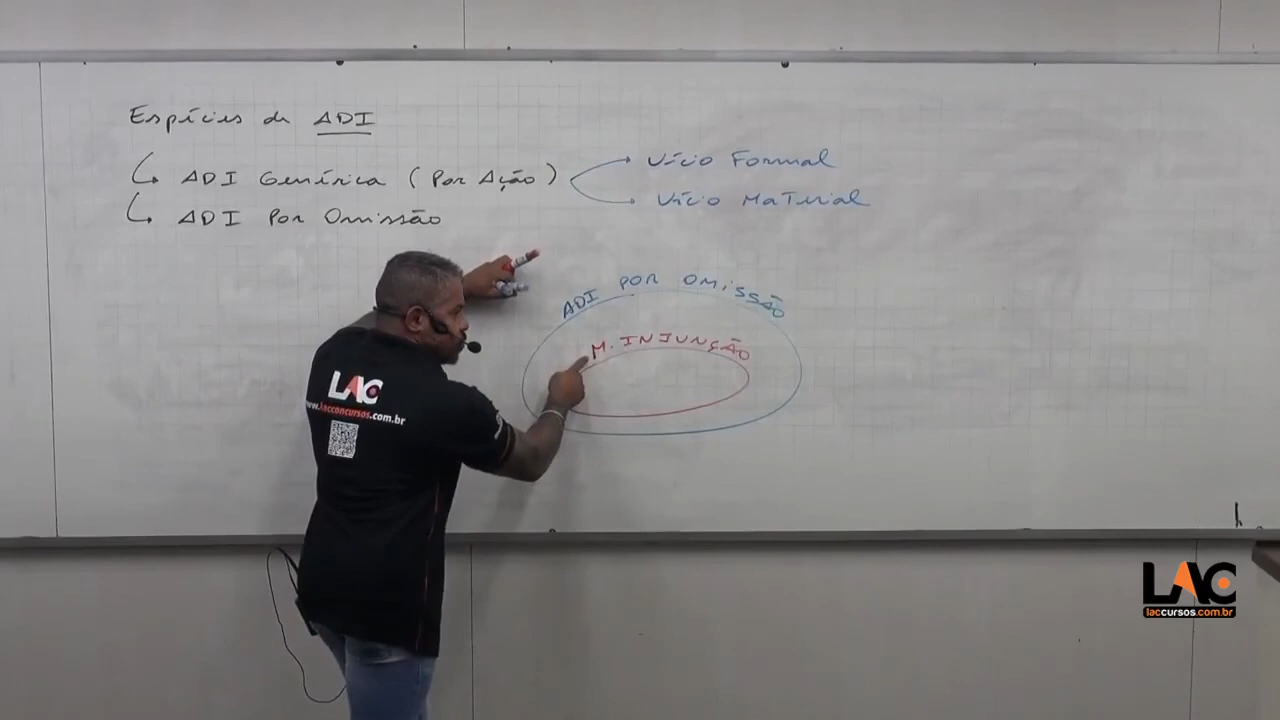 Espécies de ADI
ADI Genérica (Por Ação)
Vício Formal
Vício Material
ADI Por Omissão
ADI POR OMISSÃO
M. INJUNÇÃO
LAC
www.lacconcursos.com.br
LAC
laccursos.com.br